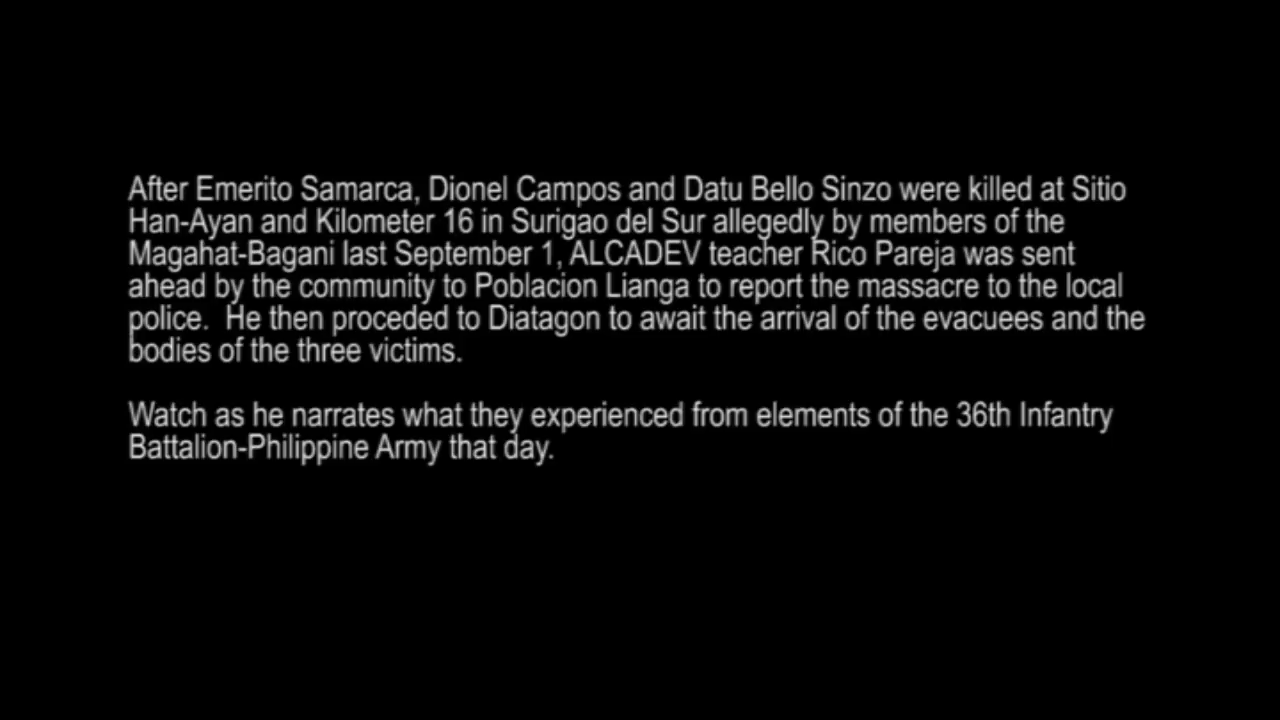 After Emerito Samarca, Dionel Campos and Datu Bello Sinzo were killed at Sitio
Han-Ayan and Kilometer 16 in Surigao del Sur allegedly by members of the
Magahat-Bagani last September 1, ALCADEV teacher Rico Pareja was sent
ahead by the community to Poblacion Lianga to report the massacre to the local
police.  He then proceded to Diatagon to await the arrival of the evacuees and the
bodies of the three victims.
Watch as he narrates what they experienced from elements of the 36th Infantry
Battalion-Philippine Army that day.